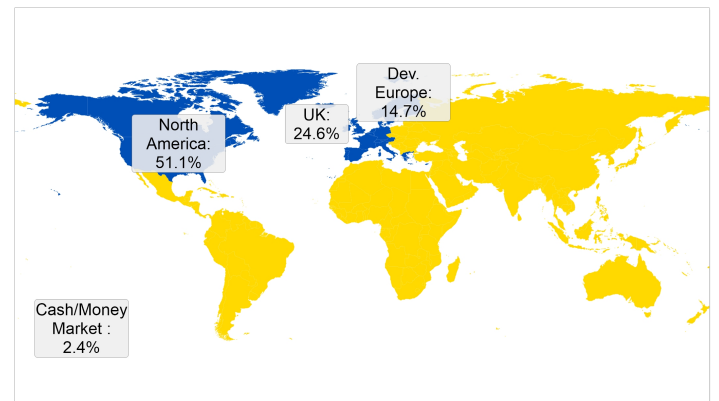 Dev.
Europe:
14.7%
UK:
24.6%
North
America:
51.1%
Cash/Money
Market :
2.4%